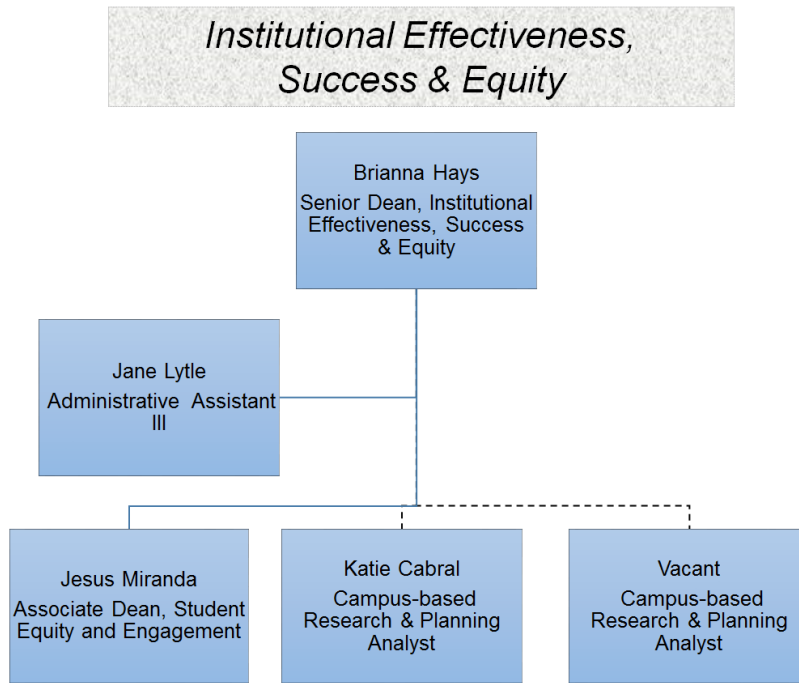 Institutional Effectiveness,
Success & Equity
Brianna Hays
Senior Dean, Institutional
Effectiveness, Success
& Equity
Jane Lytle
Administrative Assistant
III
Jesus Miranda
Associate Dean, Student
Equity and Engagement
Katie Cabral
Campus-based
Research & Planning
Analyst
Vacant
Campus-based
Research & Planning
Analyst